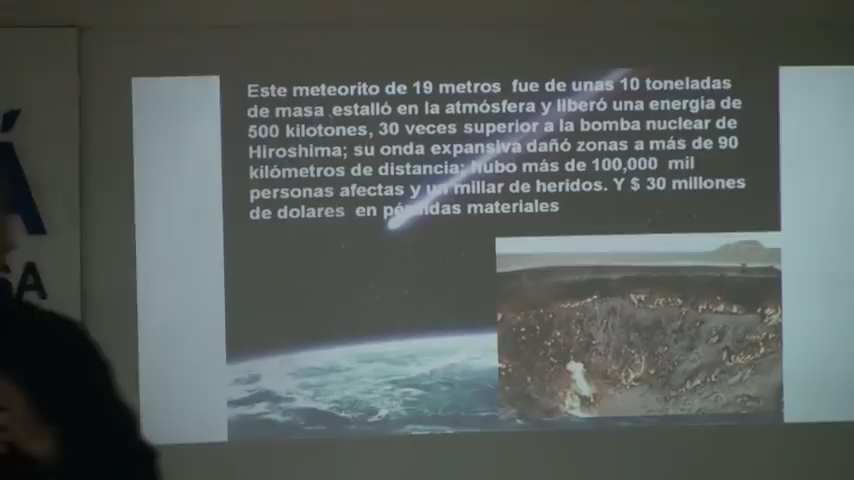 Este meteorito de 19 metros fue de unas 10 toneladas
de masa estalló en la atmósfera y liberó una energía de
500 kilotones, 30 veces superior a la bomba nuclear de
Hiroshima; su onda expansiva dañó zonas a más de 90
kilómetros de distancia; hubo más de 100,000 mil
personas afectas y un millar de heridos. Y $ 30 millones
de dolares en pérdidas materiales
Á
A